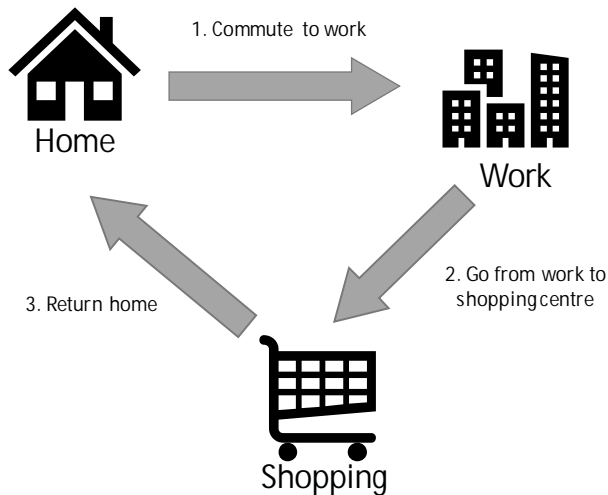 1. Commute to work
Home
Work
2. Go from work to
shopping centre
3. Return home
Shopping